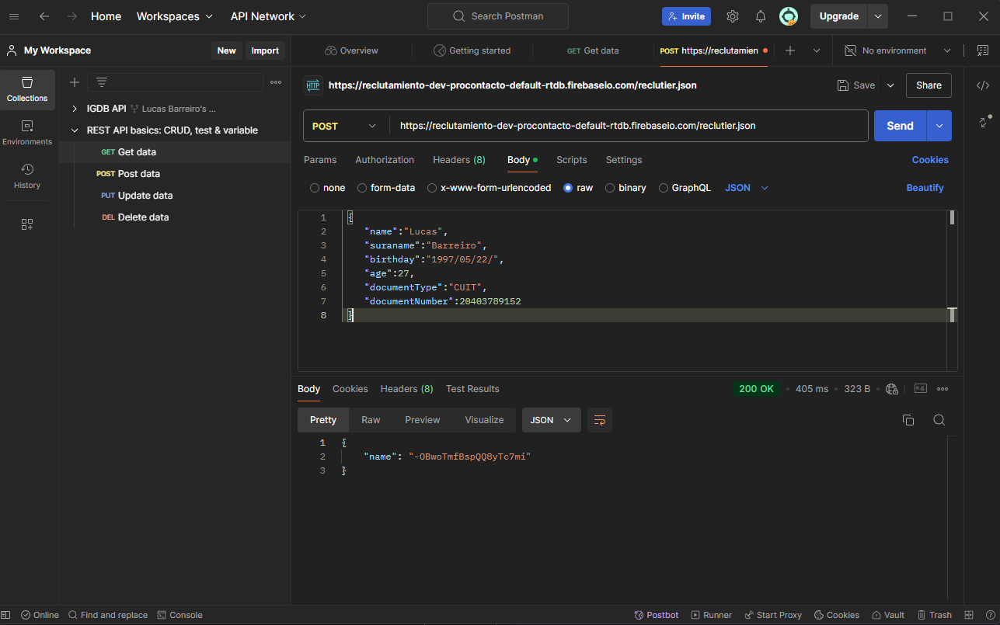 Home Workspaces API Network Search Postman Invite Upgrade
My Workspace New Import Overview Getting started GET Get data POST https://reclutamien No environment
Collections
Environments
History
IGDB API Lucas Barreiro's ...
REST API basics: CRUD, test & variable
GET Get data
POST Post data
PUT Update data
DEL Delete data
HTTP https://reclutamiento-dev-procontacto-default-rtdb.firebaseio.com/reclutier.json Save Share
POST https://reclutamiento-dev-procontacto-default-rtdb.firebaseio.com/reclutier.json Send
Params Authorization Headers (8) Body Scripts Settings Cookies
none form-data x-www-form-urlencoded raw binary GraphQL JSON Beautify
1 {
2 "name":"Lucas",
3 "suraname":"Barreiro",
4 "birthday":"1997/05/22/",
5 "age":27,
6 "documentType":"CUIT",
7 "documentNumber":20403789152
8 }
Body Cookies Headers (8) Test Results 200 OK 405 ms 323 B e.g.
Pretty Raw Preview Visualize JSON
1 {
2 "name": "-OBwoTmfBspQQ8yTc7mi"
3 }
Online Find and replace Console Postbot Runner Start Proxy Cookies Vault Trash